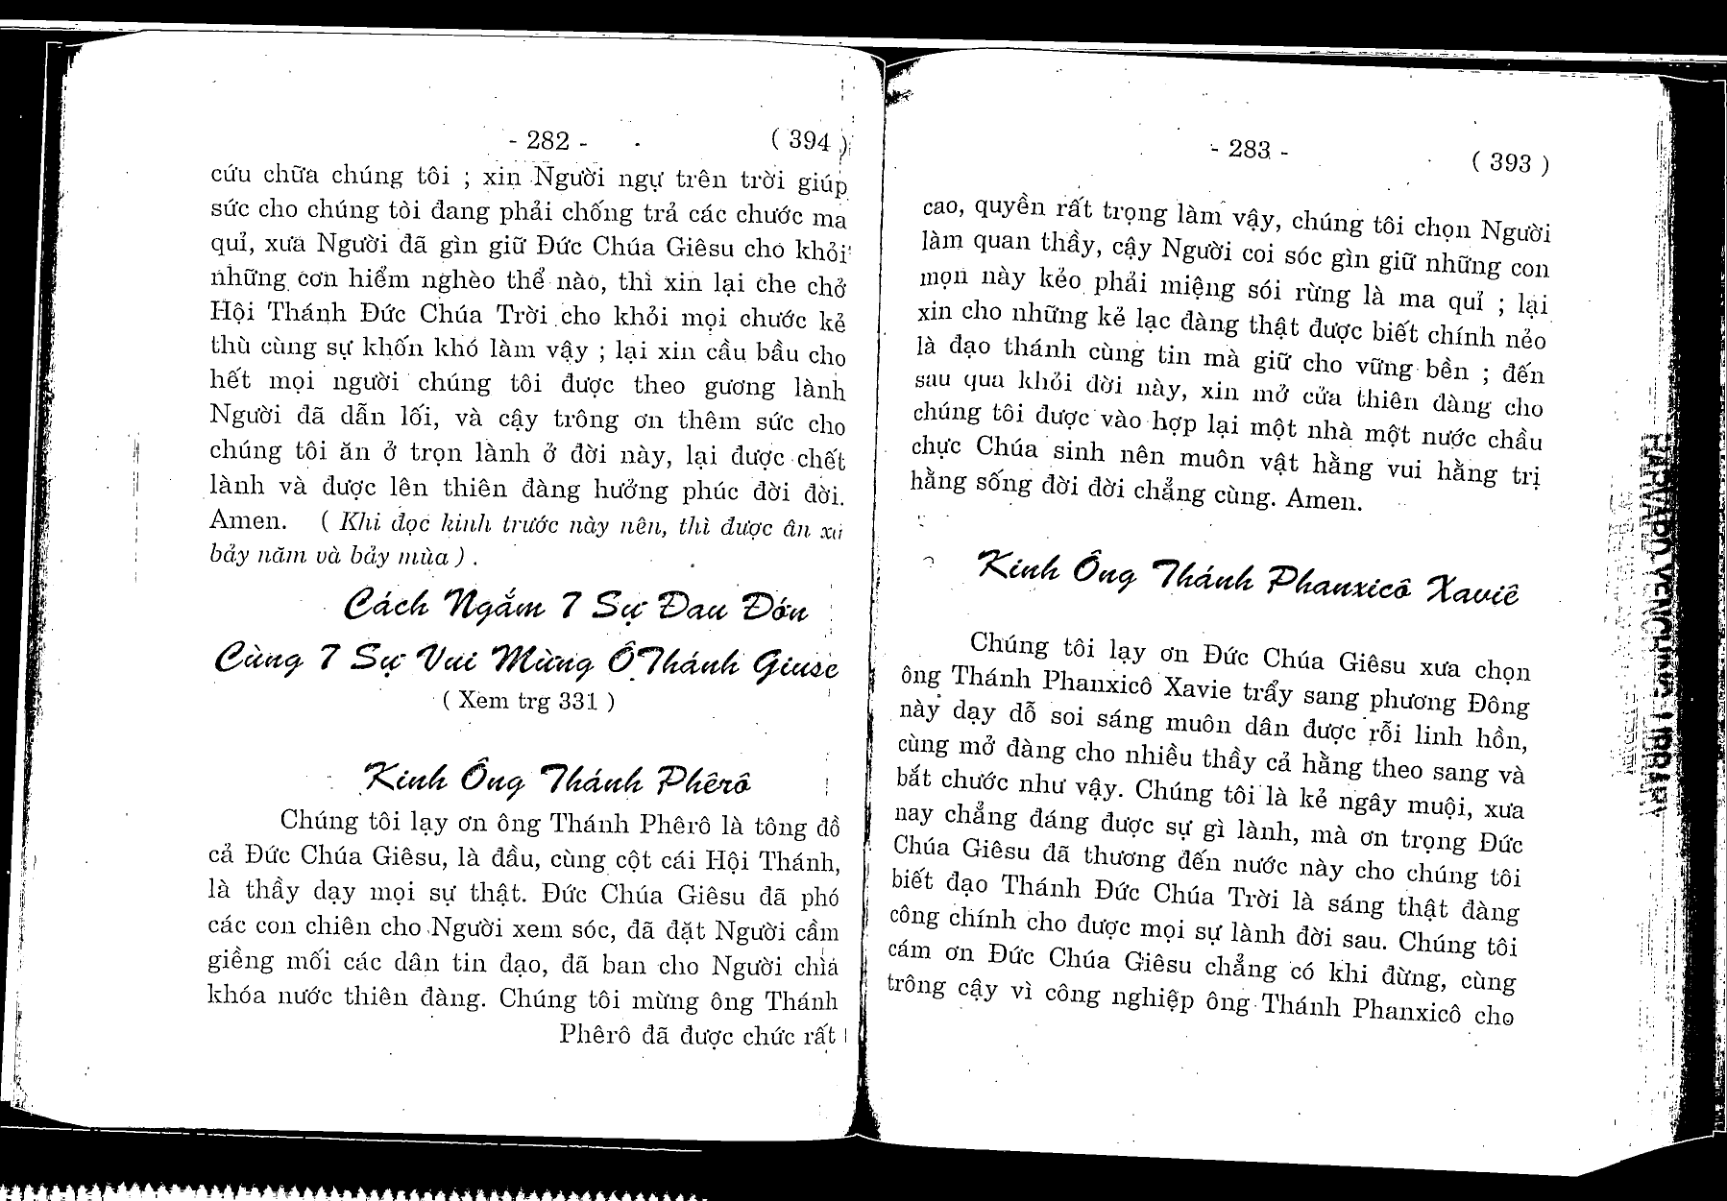 - 282 -
( 394 )
cứu chữa chúng tôi ; xin Người ngự trên trời giúp
sức cho chúng tòi đang phải chống trả các chước ma
quỉ, xưa Người đã gìn giữ Đức Chúa Giêsu cho khỏi
những cơn hiểm nghèo thể nào, thì xin lại che chở
Hội Thánh Đức Chúa Trời cho khỏi mọi chước kẻ
thù cùng sự khốn khó làm vậy ; lại xin cầu bầu cho
hết mọi người chúng tôi được theo gương lành
Người đã dẫn lối, và cậy trông ơn thêm sức cho
chúng tôi ăn ở trọn lành ở đời này, lại được chết
lành và được lên thiên đàng hưởng phúc đời đời.
Amen. ( Khi đọc kinh trước này nên, thì được ân xá
bảy năm và bảy mùa ) .
Cách Ngắm 7 Sự Đau Đớn
Cùng 7 Sự Vui Mừng Ô.Thánh Giuse
( Xem trg 331 )
Kinh Ông Thánh Phêrô
Chúng tôi lạy ơn ông Thánh Phêrô là tông đồ
cả Đức Chúa Giêsu, là đầu, cùng cột cái Hội Thánh,
là thầy dạy mọi sự thật. Đức Chúa Giêsu đã phó
các con chiên cho Người xem sóc, đã đặt Người cầm
giềng mối các dân tin đạo, đã ban cho Người chìa
khóa nước thiên đàng. Chúng tôi mừng ông Thánh
Phêrô đã được chức rất
- 283 -
( 393 )
cao, quyền rất trọng làm vậy, chúng tôi chọn Người
làm quan thầy, cậy Người coi sóc gìn giữ những con
mọn này kẻo phải miệng sói rừng là ma quỉ ; lại
xin cho những kẻ lạc đàng thật được biết chính nẻo
là đạo thánh cùng tin mà giữ cho vững bền ; đến
sau qua khỏi đời này, xin mở cửa thiên đàng cho
chúng tôi được vào hợp lại một nhà một nước chầu
chực Chúa sinh nên muôn vật hằng vui hằng trị
hằng sống đời đời chẳng cùng. Amen.
Kinh Ông Thánh Phanxicô Xaviê
Chúng tôi lạy ơn Đức Chúa Giêsu xưa chọn
ông Thánh Phanxicô Xavie trẩy sang phương Đông
này dạy dỗ soi sáng muôn dân được rỗi linh hồn,
cùng mở đàng cho nhiều thầy cả hằng theo sang và
bắt chước như vậy. Chúng tôi là kẻ ngây muội, xưa
nay chẳng đáng được sự gì lành, mà ơn trọng Đức
Chúa Giêsu đã thương đến nước này cho chúng tôi
biết đạo Thánh Đức Chúa Trời là sáng thật đàng
công chính cho được mọi sự lành đời sau. Chúng tôi
cám ơn Đức Chúa Giêsu chẳng có khi đừng, cùng
trông cậy vì công nghiệp ông Thánh Phanxicô cho
HARVARD YENCHING LIBRARY